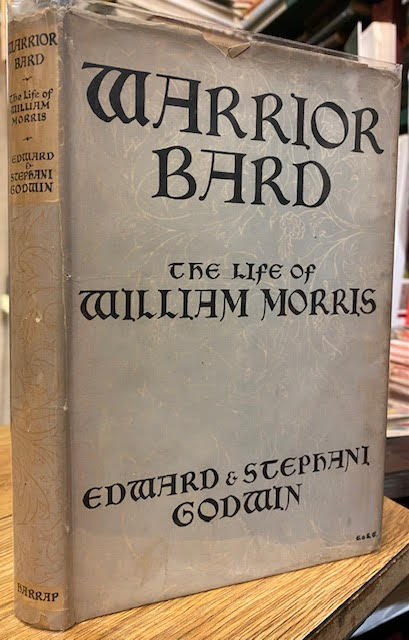 WARRIOR
BARD
The Life of
WILLIAM
MORRIS
EDWARD
&
STEPHANI
GODWIN
HARRAP
WARRIOR
BARD
THE LIFE OF
WILLIAM MORRIS
EDWARD & STEPHANI
GODWIN